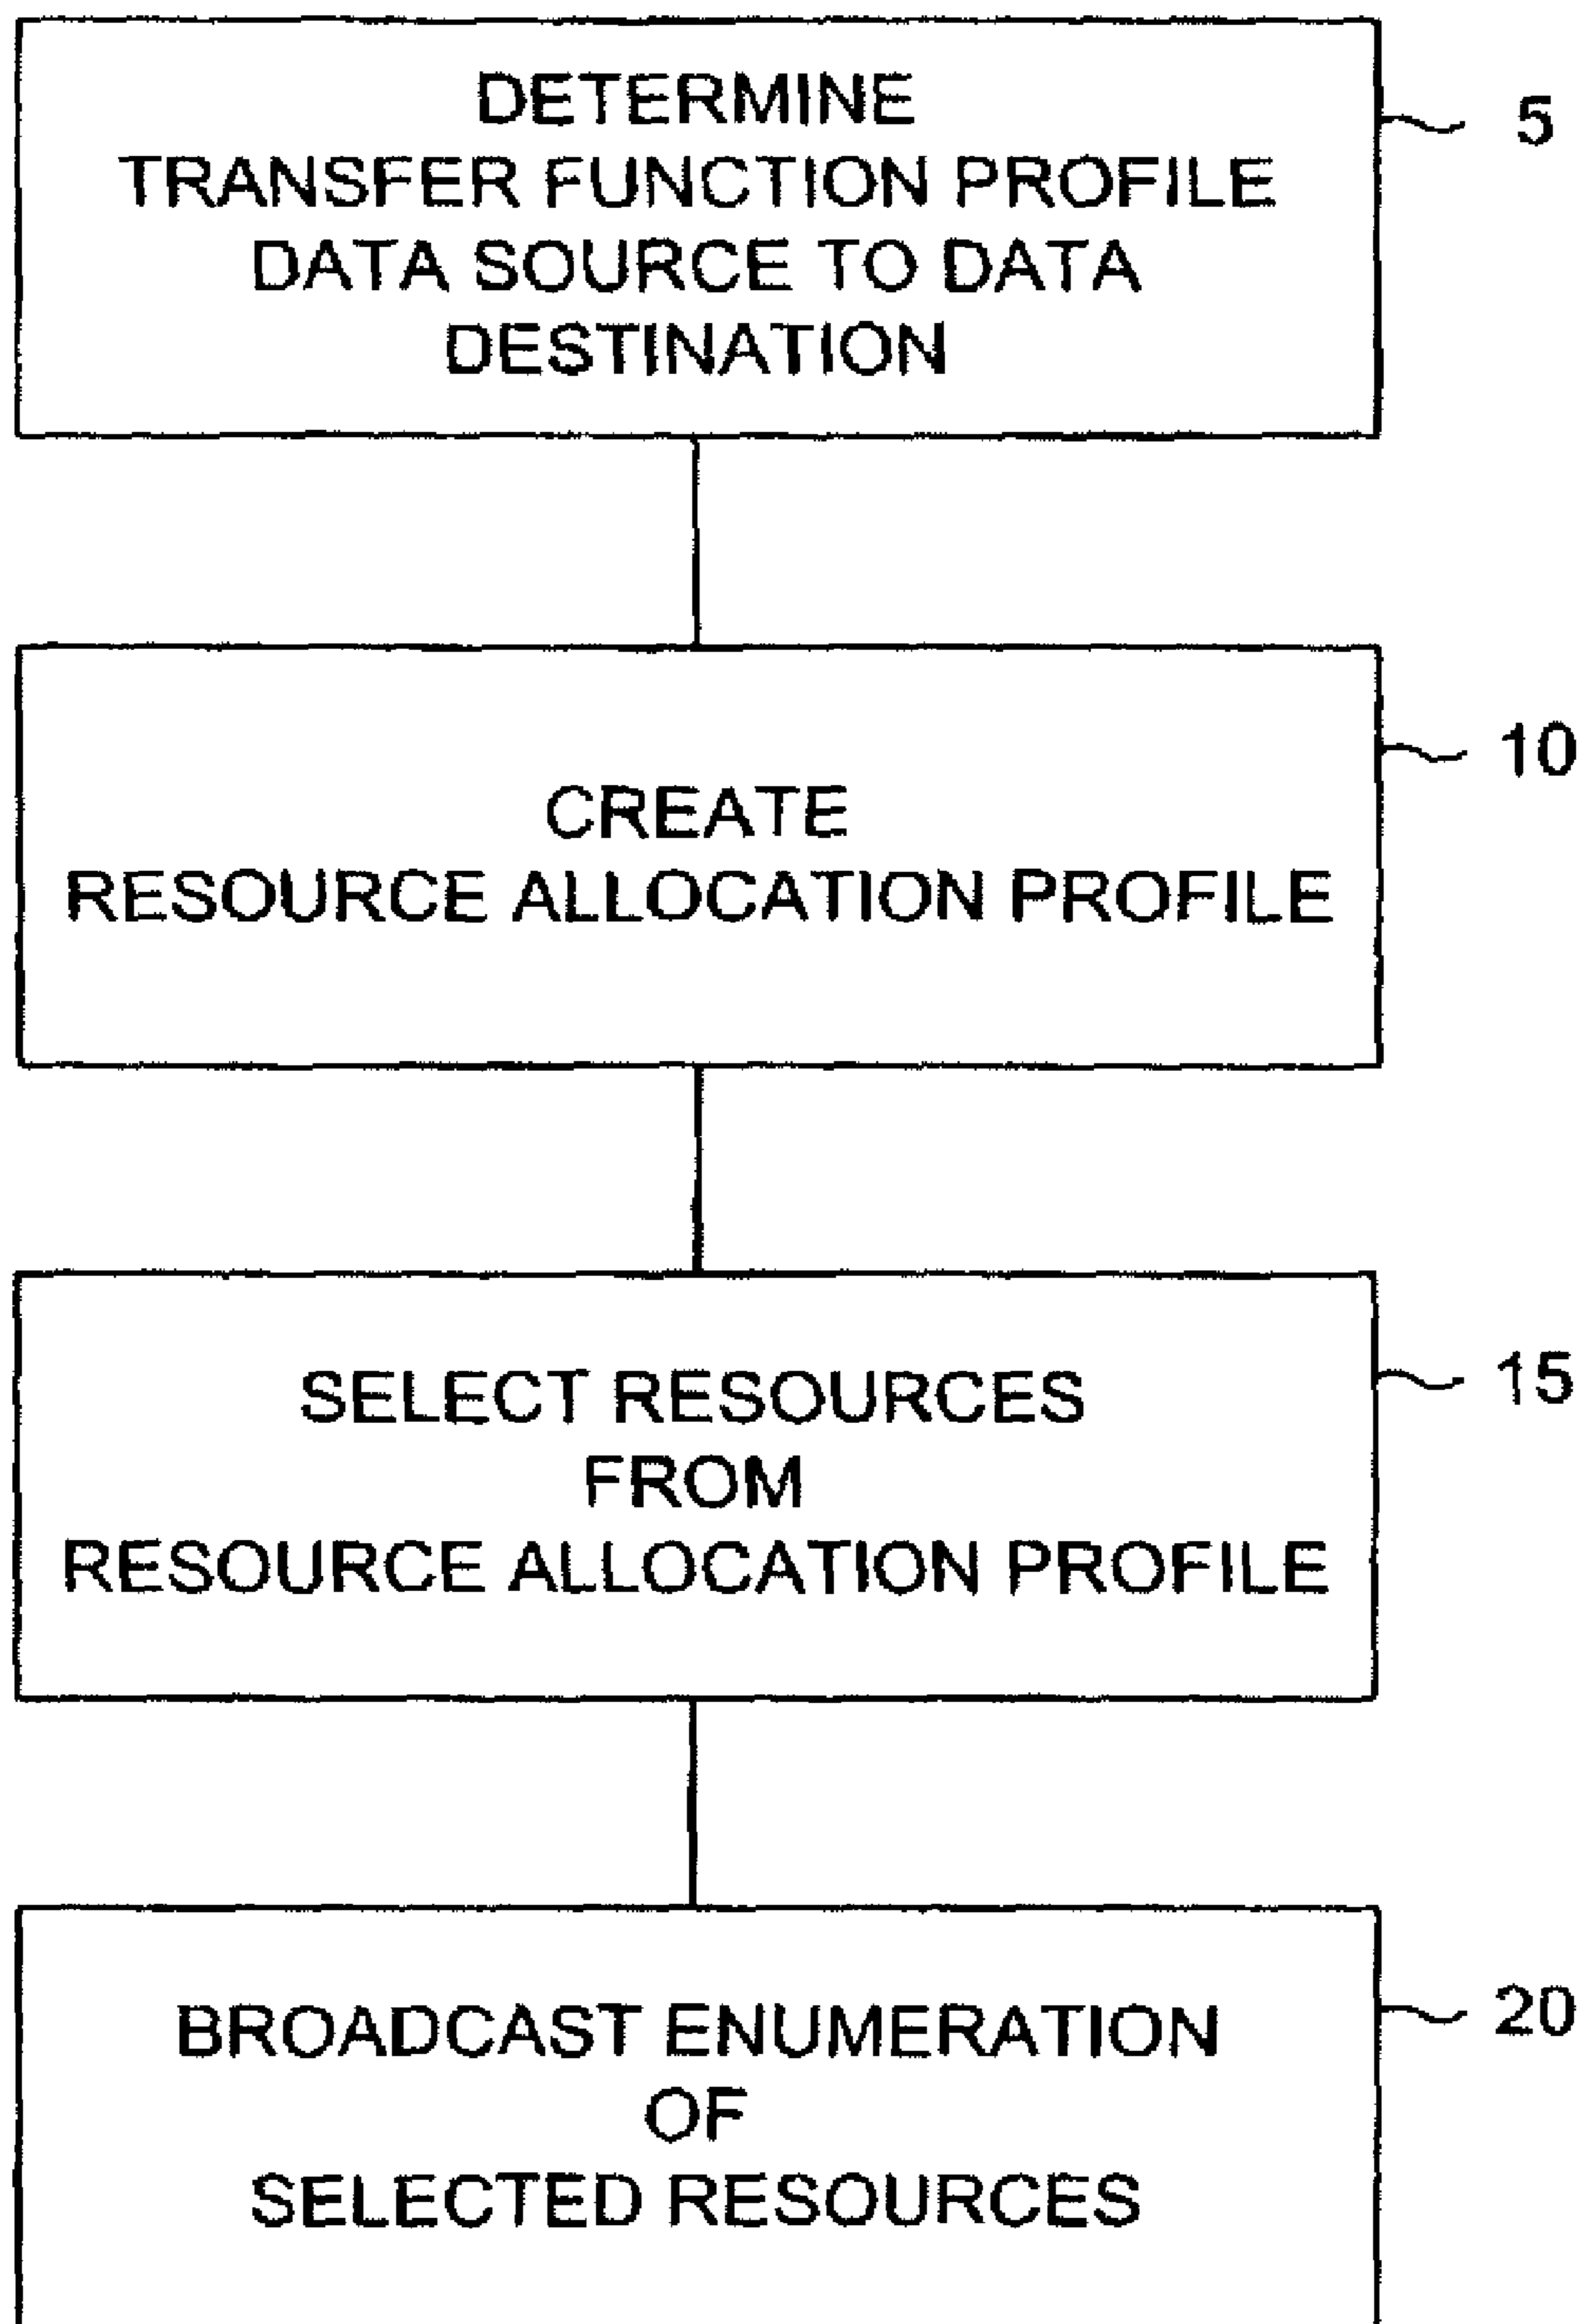 DETERMINE
TRANSFER FUNCTION PROFILE
DATA SOURCE TO DATA
DESTINATION
5
CREATE
RESOURCE ALLOCATION PROFILE
10
SELECT RESOURCES
FROM
RESOURCE ALLOCATION PROFILE
15
BROADCAST ENUMERATION
OF
SELECTED RESOURCES
20